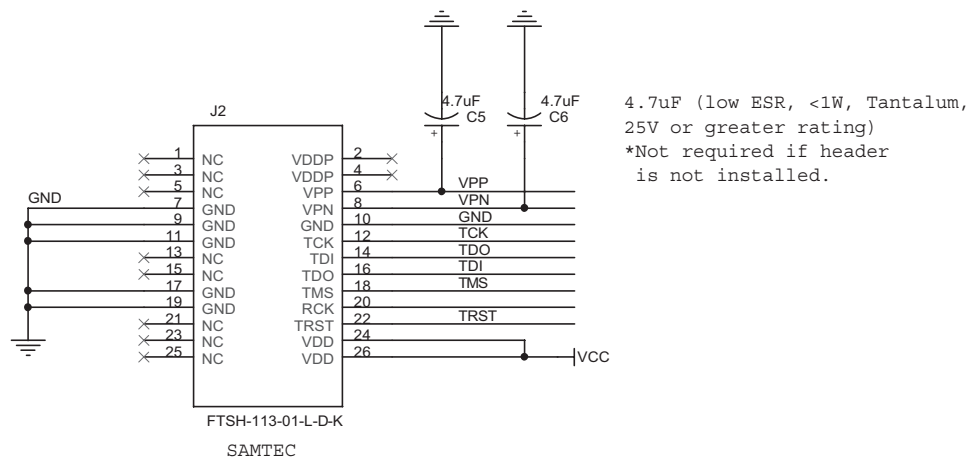 4.7uF
C5
4.7uF
C6
4.7uF (low ESR, <1W, Tantalum,
25V or greater rating)
*Not required if header
is not installed.
+
+
J2
1 NC VDDP 2
3 NC VDDP 4
5 NC VPP 6 VPP
GND 7 GND VPN 8 VPN
9 GND GND 10 GND
11 GND TCK 12 TCK
13 NC TDI 14 TDO
15 NC TDO 16 TDI
17 GND TMS 18 TMS
19 GND RCK 20
21 NC TRST 22 TRST
23 NC VDD 24
25 NC VDD 26 VCC
FTSH-113-01-L-D-K
SAMTEC